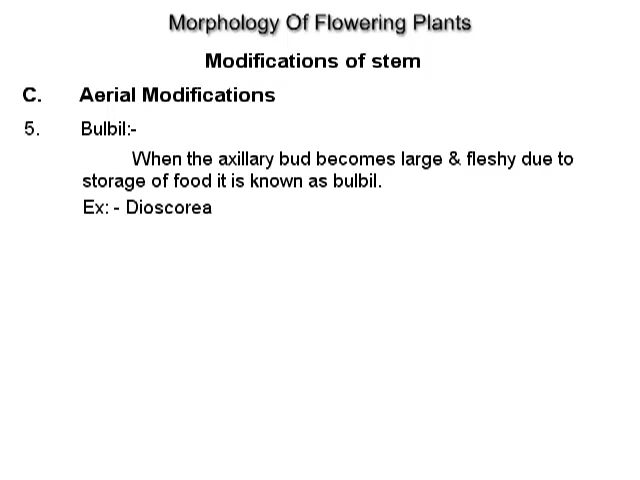 Morphology Of Flowering Plants
Modifications of stem
C. Aerial Modifications
5. Bulbil:-
When the axillary bud becomes large & fleshy due to
storage of food it is known as bulbil.
Ex: - Dioscorea